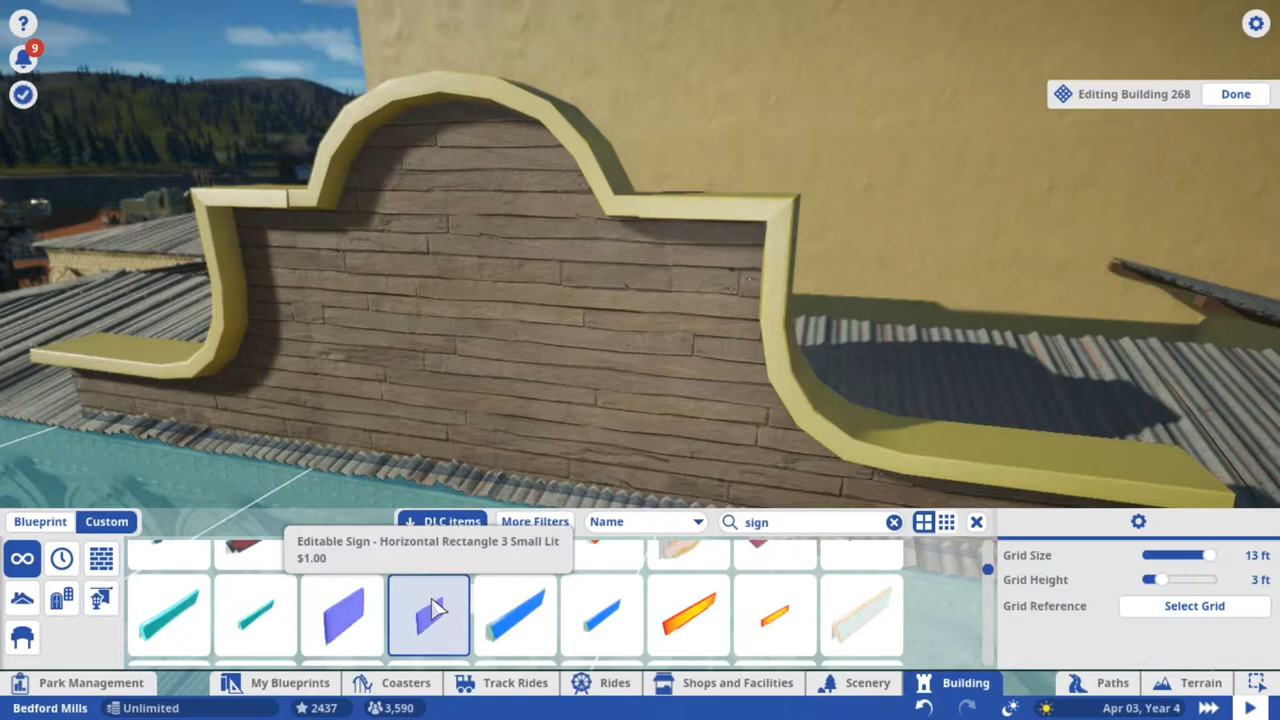 ?
9
Editing Building 268
Done
Blueprint
Custom
DLC items
More Filters
Name
sign
Editable Sign - Horizontal Rectangle 3 Small Lit
$1.00
Grid Size
13 ft
Grid Height
3 ft
Grid Reference
Select Grid
Park Management
My Blueprints
Coasters
Track Rides
Rides
Shops and Facilities
Scenery
Building
Paths
Terrain
Bedford Mills
Unlimited
2437
3,590
Apr 03, Year 4